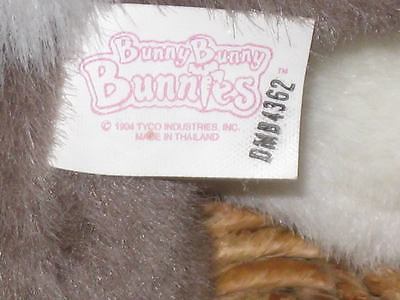 Bunny Bunny
Bunnies ™
© 1994 TYCO INDUSTRIES, INC.
MADE IN THAILAND
DMB4362